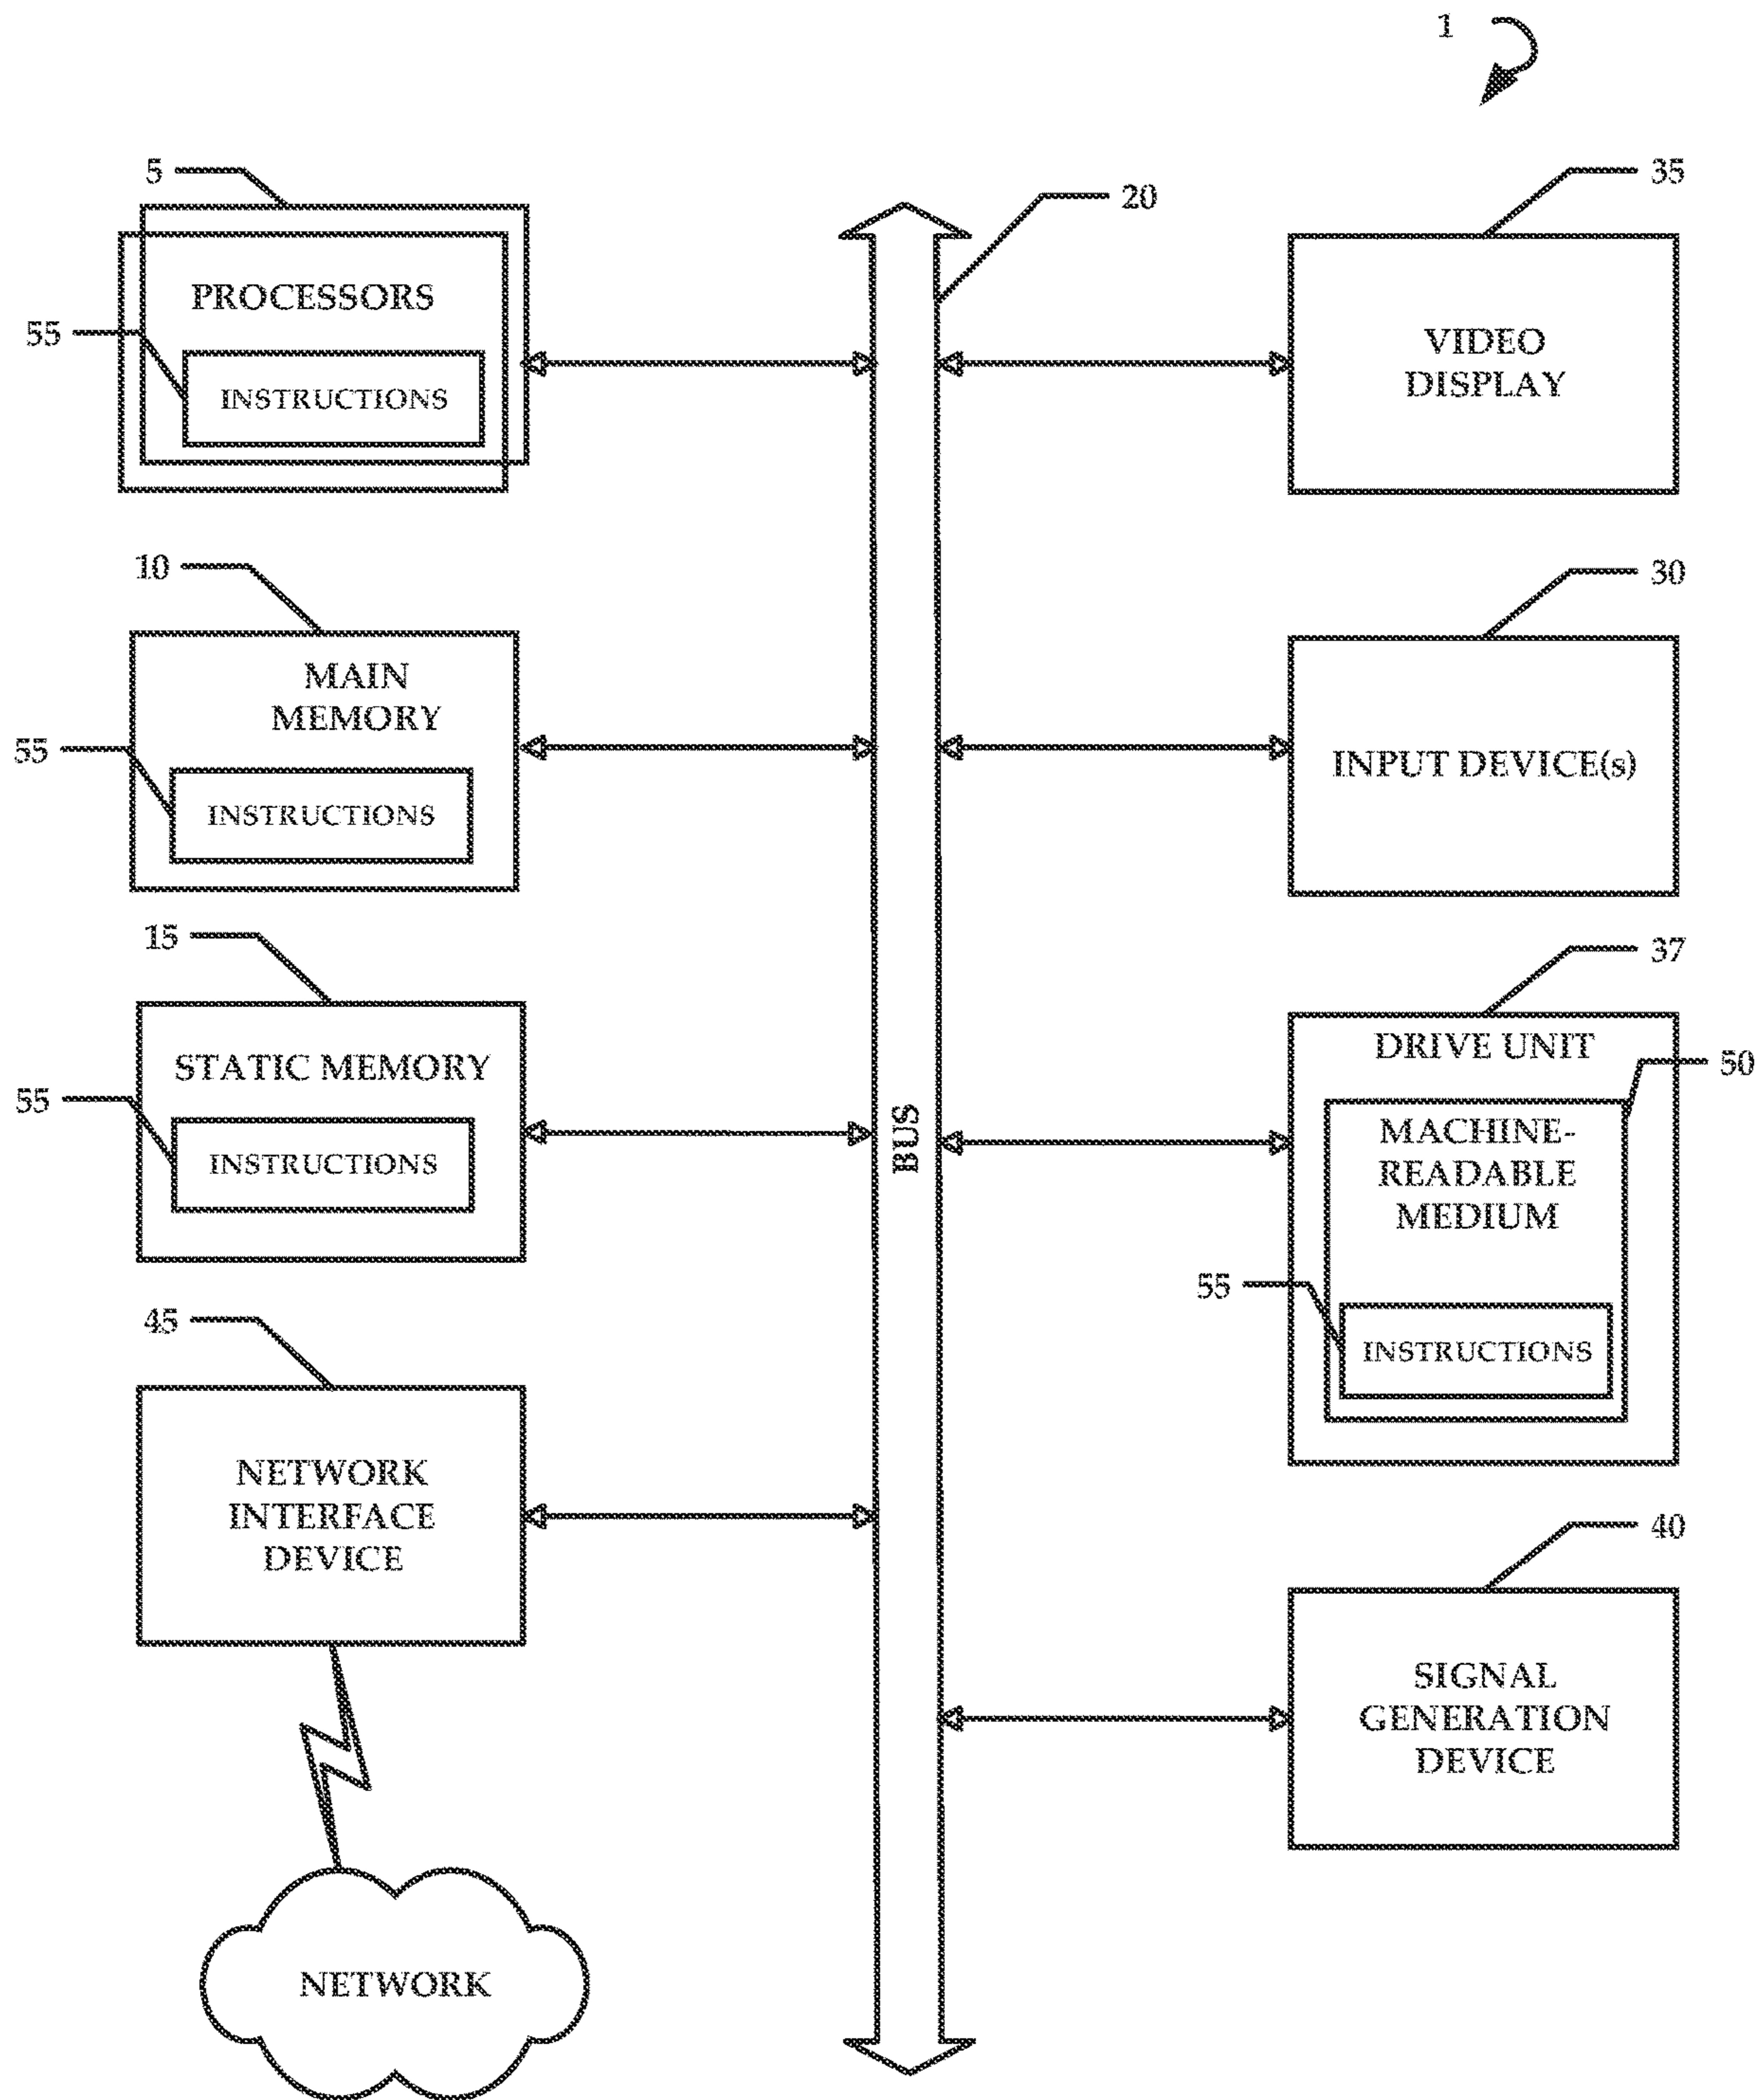 1
5
20
35
PROCESSORS
55
INSTRUCTIONS
VIDEO
DISPLAY
10
30
MAIN
MEMORY
55
INSTRUCTIONS
INPUT DEVICE(s)
15
37
STATIC MEMORY
55
INSTRUCTIONS
BUS
DRIVE UNIT
50
MACHINE-
READABLE
MEDIUM
55
INSTRUCTIONS
45
NETWORK
INTERFACE
DEVICE
40
SIGNAL
GENERATION
DEVICE
NETWORK